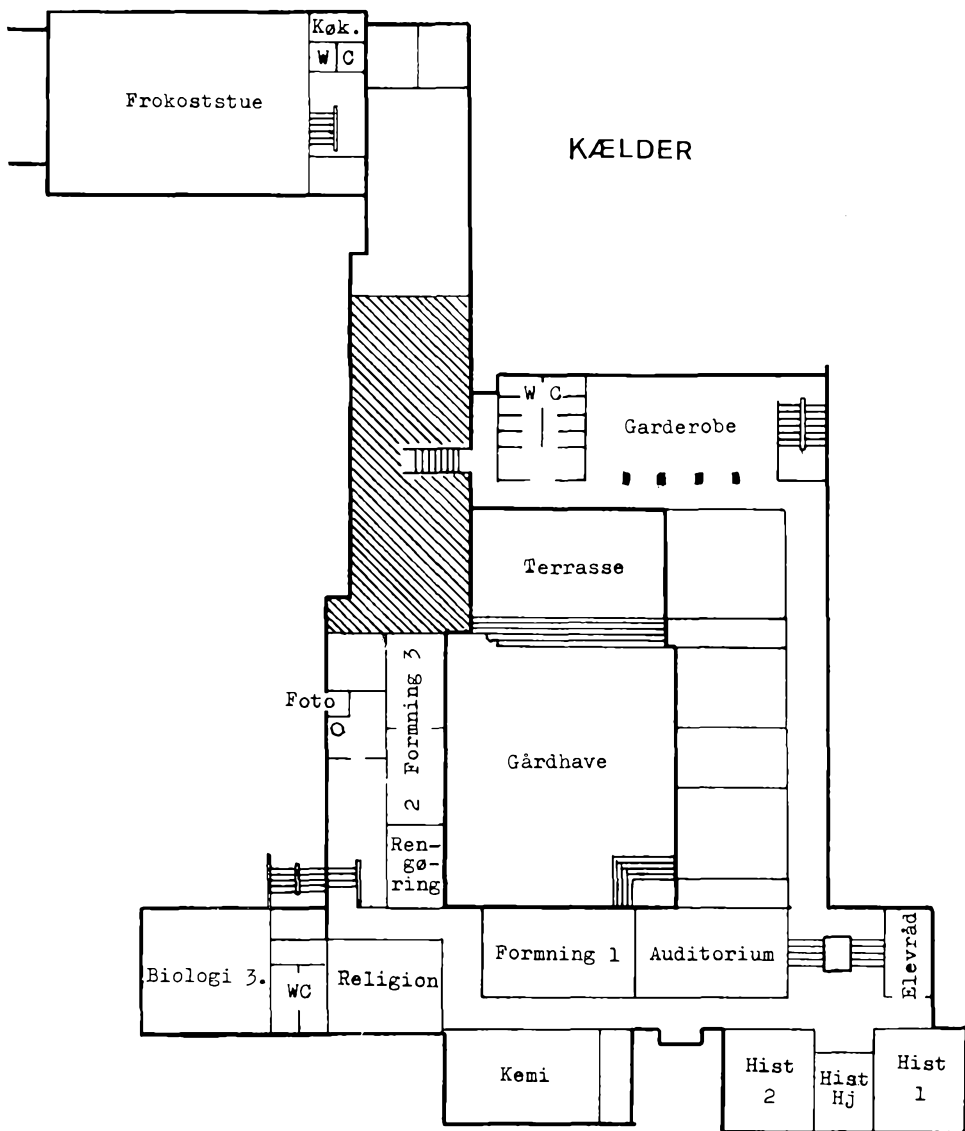 Køk.
W C
Frokoststue
KÆLDER
W C
Garderobe
Terrasse
Foto
2 Formning 3
Gårdhave
Ren-
gø-
ring
Biologi 3.
WC
Religion
Formning 1
Auditorium
Elevråd
Kemi
Hist
2
Hist
Hj
Hist
1